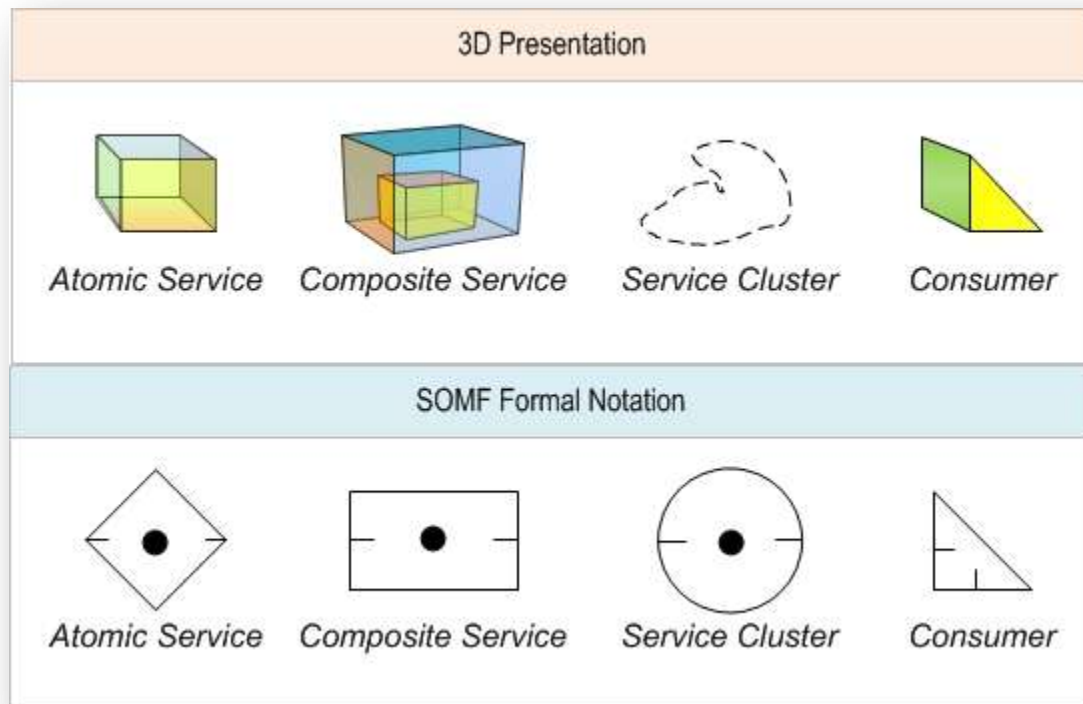 3D Presentation
Atomic Service Composite Service Service Cluster Consumer
SOMF Formal Notation
Atomic Service Composite Service Service Cluster Consumer